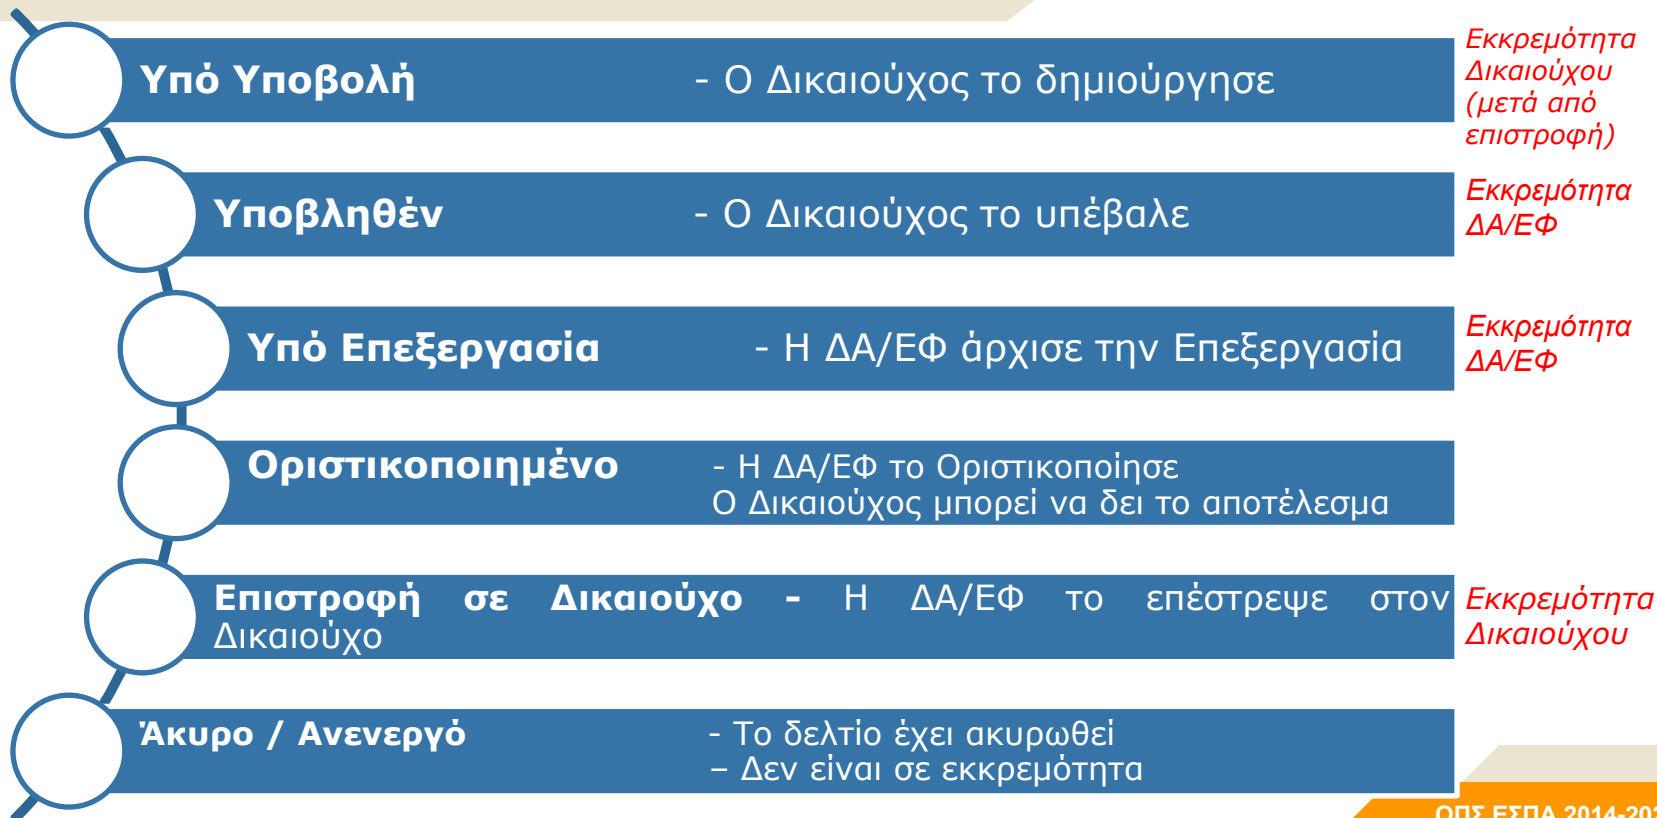 Υπό Υποβολή - Ο Δικαιούχος το δημιούργησε
Εκκρεμότητα
Δικαιούχου
(μετά από
επιστροφή)
Υποβληθέν - Ο Δικαιούχος το υπέβαλε
Εκκρεμότητα
ΔΑ/ΕΦ
Υπό Επεξεργασία - Η ΔΑ/ΕΦ άρχισε την Επεξεργασία
Εκκρεμότητα
ΔΑ/ΕΦ
Οριστικοποιημένο - Η ΔΑ/ΕΦ το Οριστικοποίησε
Ο Δικαιούχος μπορεί να δει το αποτέλεσμα
Επιστροφή σε Δικαιούχο - Η ΔΑ/ΕΦ το επέστρεψε στον
Δικαιούχο
Εκκρεμότητα
Δικαιούχου
Άκυρο / Ανενεργό - Το δελτίο έχει ακυρωθεί
– Δεν είναι σε εκκρεμότητα
ΟΠΣ ΕΣΠΑ